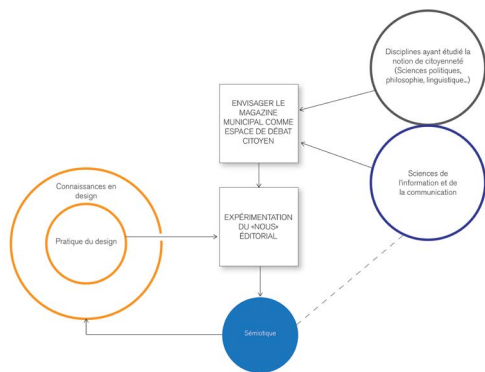 Disciplines ayant étudié la
notion de citoyenneté
(Sciences politiques,
philosophie, linguistique...)
ENVISAGER LE
MAGAZINE
MUNICIPAL COMME
ESPACE DE DÉBAT
CITOYEN
Sciences de
l'information et de
la communication
Connaissances en
design
Pratique du design
EXPÉRIMENTATION
DU «NOUS»
ÉDITORIAL
Sémiotique